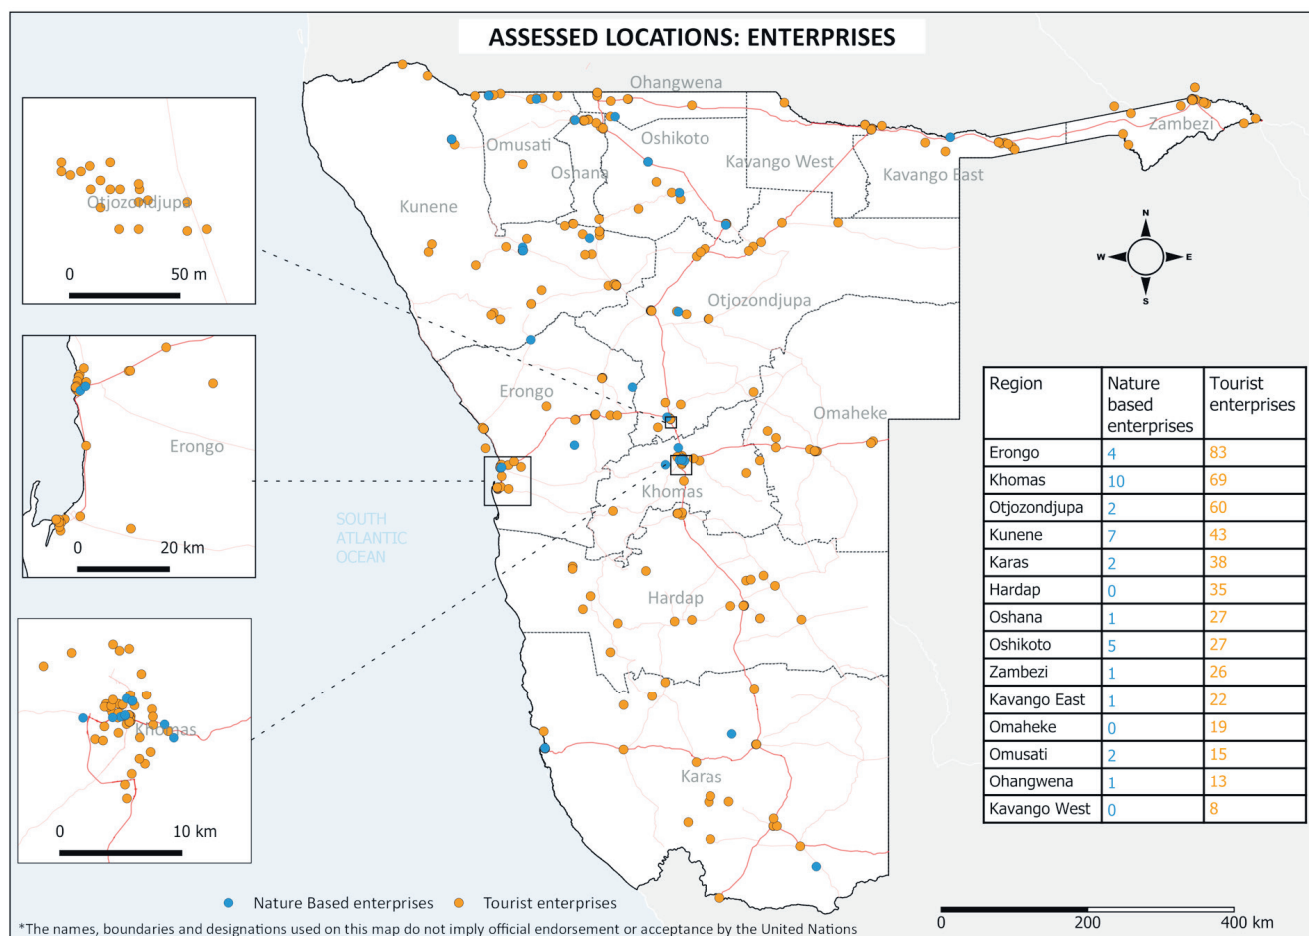 ASSESSED LOCATIONS: ENTERPRISES
Ohangwena
Zambezi
Omusati
Oshikoto
Kavango West
Oshana
Kavango East
Kunene
Otjozondjupa
0 50 m
N
W E
S
Otjozondjupa
Erongo
0 20 km
Erongo
Omaheke
Khomas
SOUTH
ATLANTIC
OCEAN
Hardap
Khomas
0 10 km
Karas
Region Nature based enterprises Tourist enterprises
Erongo 4 83
Khomas 10 69
Otjozondjupa 2 60
Kunene 7 43
Karas 2 38
Hardap 0 35
Oshana 1 27
Oshikoto 5 27
Zambezi 1 26
Kavango East 1 22
Omaheke 0 19
Omusati 2 15
Ohangwena 1 13
Kavango West 0 8
Nature Based enterprises Tourist enterprises
0 200 400 km
*The names, boundaries and designations used on this map do not imply official endorsement or acceptance by the United Nations